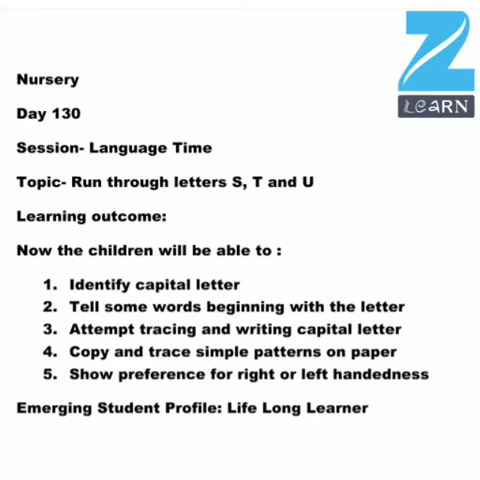 LEARN
Nursery
Day 130
Session- Language Time
Topic- Run through letters S, T and U
Learning outcome:
Now the children will be able to :
1. Identify capital letter
2. Tell some words beginning with the letter
3. Attempt tracing and writing capital letter
4. Copy and trace simple patterns on paper
5. Show preference for right or left handedness
Emerging Student Profile: Life Long Learner